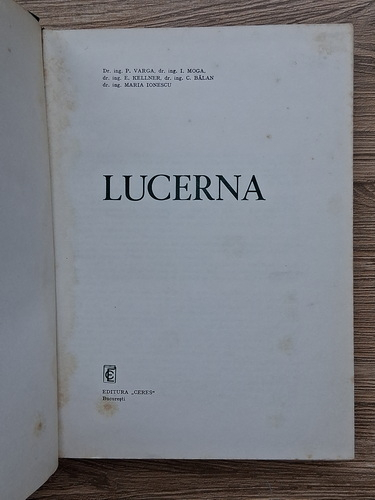 Dr. ing. P. VARGA, dr. ing. I. MOGA,
dr. ing. E. KELLNER, dr. ing. C. BĂLAN
dr. ing. MARIA IONESCU
LUCERNA
EDITURA „CERES"
București